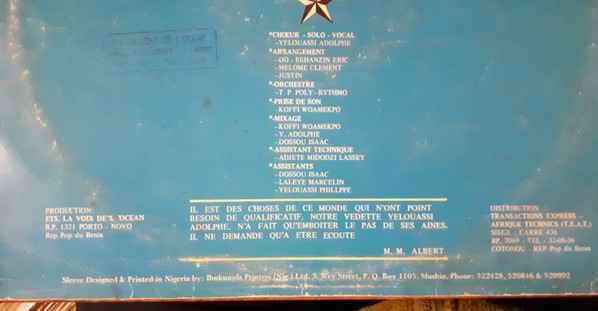 *CHŒUR - SOLO - VOCAL
-YELOUASSI ADOLPHE
*ARRANGEMENT
-DO - BEHANZIN ERIC
-MELOME CLEMENT
-JUSTIN
*-ORCHESTRE
-T P POLY-RYTHMO
*-PRISE DE SON
-KOFFI WOAMEKPO
*-MIXAGE
-KOFFI WOAMEKPO
-Y. ADOLPHE
-DOSSOU ISAAC
*-ASSISTANT TECHNIQUE
-ADJETE MIDODZI LASSEY
*ASSISTANTS
-DOSSOU ISAAC
-LALEYE MARCELIN
-YELOUASSI PHILLPPE
PRODUCTION:
ETS. LA VOIX DE"L 'OCEAN
B.P. 1321 PORTO - NOVO
Rep Pop du Benin
IL EST DES CHOSES DE CE MONDE QUI N'ONT POINT
BESOIN DE QUALIFICATIF. NOTRE VEDETTE YELOUASSI
ADOLPHE. N'A FAIT QU'EMBOITER LE PAS DE SES AINES.
IL NE DEMANDE QU'A ETRE ECOUTE
M. M. ALBERT.
DISTRIBUTION :
TRANSACTIONS EXPRESS -
AFRIQUE TECHNICS (T.E.A.T.)
SIEGE. - CARRE 436
BP. 7069 - TEL - 32-08-36
COTONOU REP Pop du Benin
Sleeve Designed & Printed in Nigeria by: Ibukunola Printers (Nig.) Ltd. 3, Wey Street, P. O. Box 1105, Mushin, Phone: 522428, 520846 & 520992